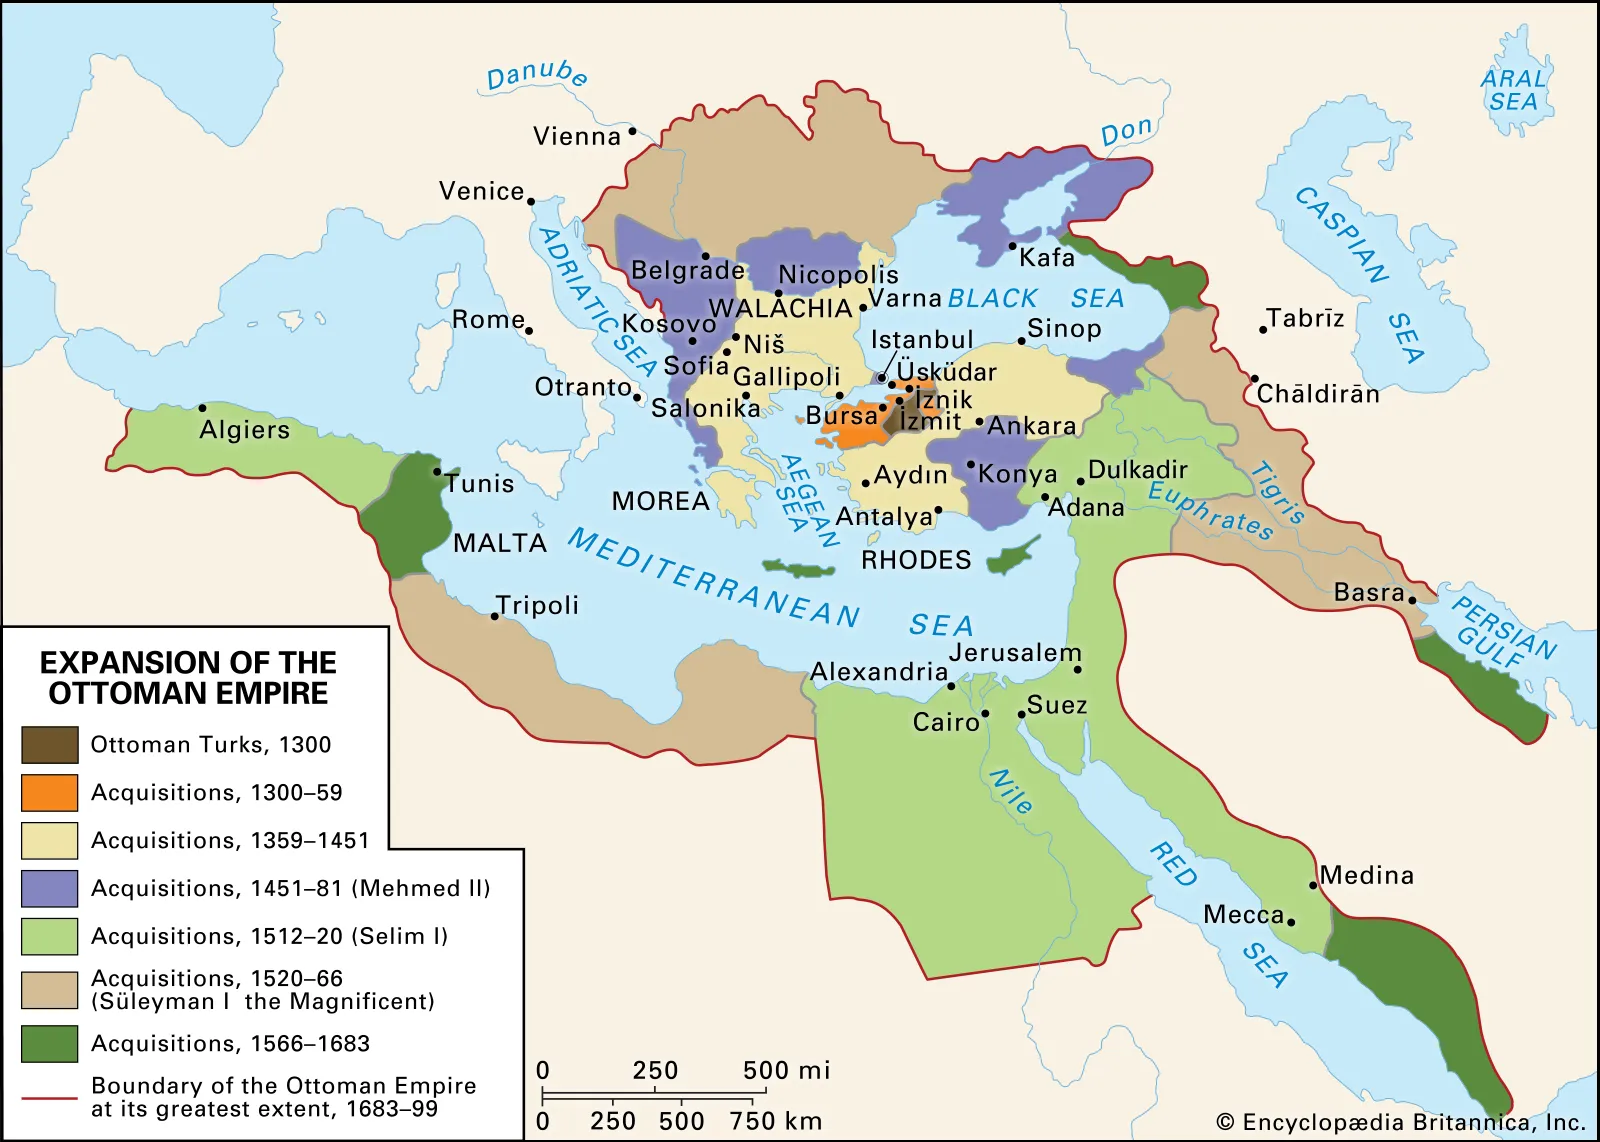 Danube
Vienna
Venice
Don
ARAL
SEA
CASPIAN
SEA
ADRIATIC SEA
Belgrade
Nicopolis
Kafa
WALACHIA
Varna
BLACK SEA
Rome
Kosovo
Niš
Istanbul
Sinop
Tabrīz
Sofia
Gallipoli
Üsküdar
Otranto
Salonika
Bursa
İznik
İzmit
Ankara
Chāldirān
Algiers
Tunis
MOREA
AEGEAN
SEA
Aydın
Konya
Dulkadir
Tigris
Euphrates
Antalya
Adana
MALTA
MEDITERRANEAN SEA
RHODES
Tripoli
Basra
PERSIAN
GULF
Jerusalem
Alexandria
Cairo
Suez
Nile
RED
SEA
Medina
Mecca
EXPANSION OF THE
OTTOMAN EMPIRE
Ottoman Turks, 1300
Acquisitions, 1300–59
Acquisitions, 1359–1451
Acquisitions, 1451–81 (Mehmed II)
Acquisitions, 1512–20 (Selim I)
Acquisitions, 1520–66
(Süleyman I the Magnificent)
Acquisitions, 1566–1683
Boundary of the Ottoman Empire
at its greatest extent, 1683–99
0 250 500 mi
0 250 500 750 km
© Encyclopædia Britannica, Inc.